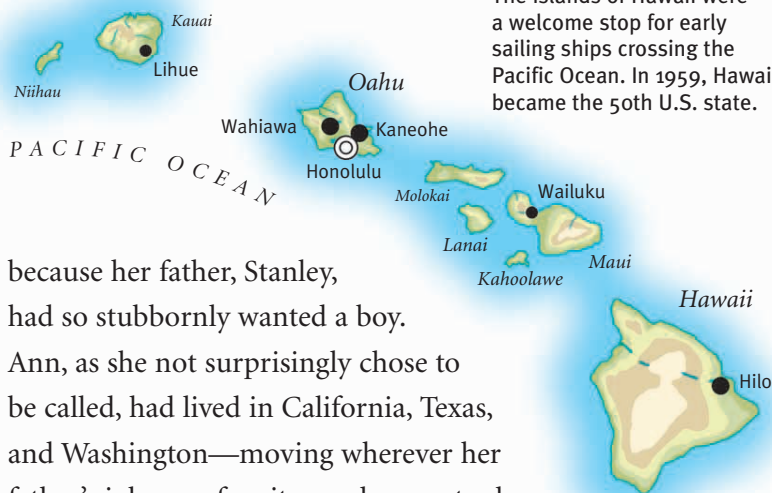 The islands of Hawaii were
a welcome stop for early
sailing ships crossing the
Pacific Ocean. In 1959, Hawai
became the 50th U.S. state.
Kauai
Lihue
Niihau
Oahu
Wahiawa
Kaneohe
Honolulu
PACIFIC OCEAN
Molokai
Wailuku
Lanai
Maui
Kahoolawe
Hawaii
Hilo
because her father, Stanley,
had so stubbornly wanted a boy.
Ann, as she not surprisingly chose to
be called, had lived in California, Texas,
and Washington—moving wherever her